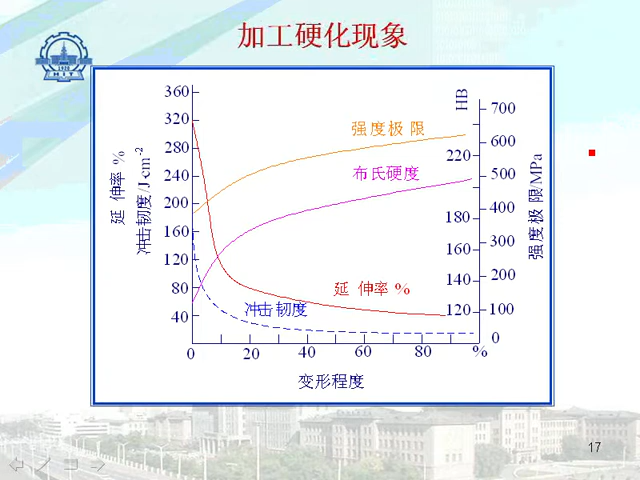 加工硬化现象
HIT
延 伸率 %
冲击韧度/J·cm-2
360
320
280
240
200
160
120
80
40
HB
220
180
160
140
120
700
600
500
400
300
200
100
0
强度极 限/MPa
强度极 限
布氏硬度
延 伸率 %
冲击韧度
0 20 40 60 80 %
变形程度
17